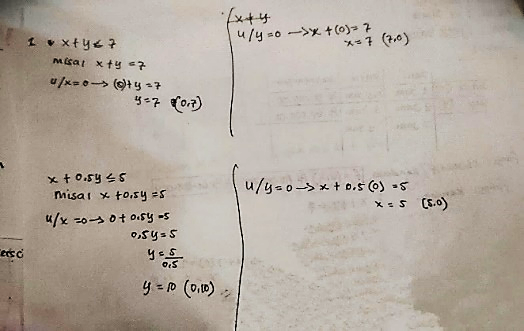 1 • x+y ≤ 7
misal x+y = 7
u/x=0 → (0)+y = 7
y = 7 (0,7)
x+y
u/y=0 → x+(0) = 7
x = 7 (7,0)
x + 0.5y ≤ 5
misal x+0.5y = 5
u/x = 0 → 0 + 0.5y = 5
0,5y = 5
y = 5/0.5
y = 10 (0,10)
u/y=0 → x + 0.5(0) = 5
x = 5 (5.0)